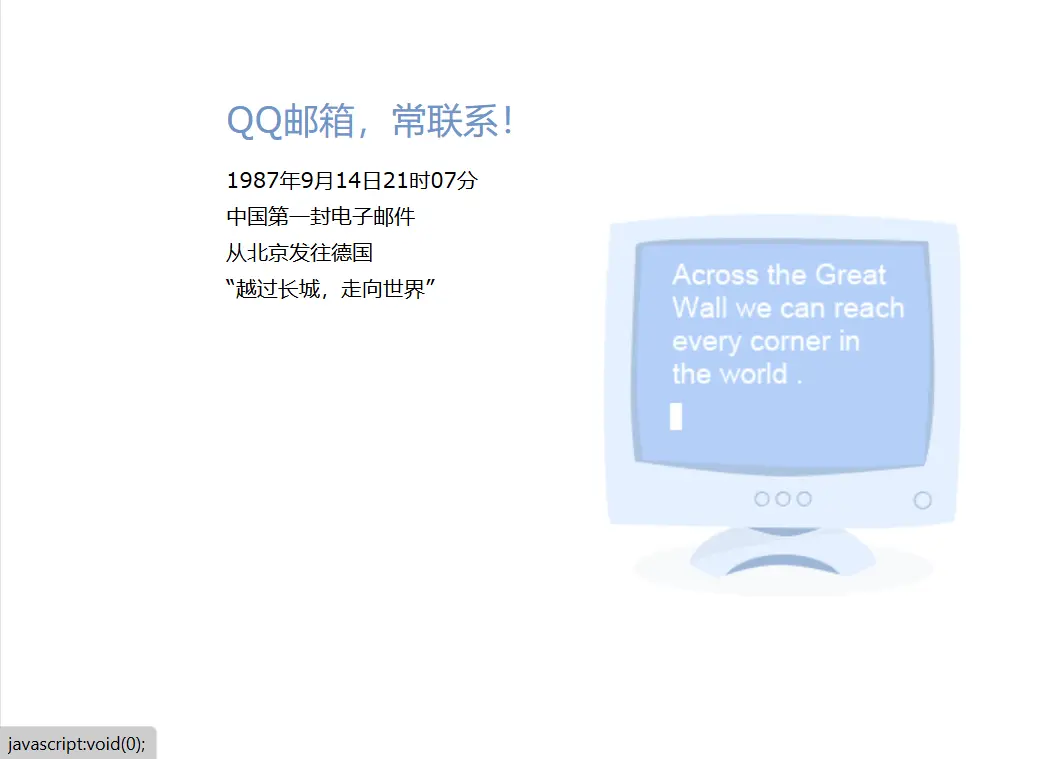 QQ邮箱，常联系！
1987年9月14日21时07分
中国第一封电子邮件
从北京发往德国
“越过长城，走向世界”
Across the Great
Wall we can reach
every corner in
the world .
javascript:void(0);